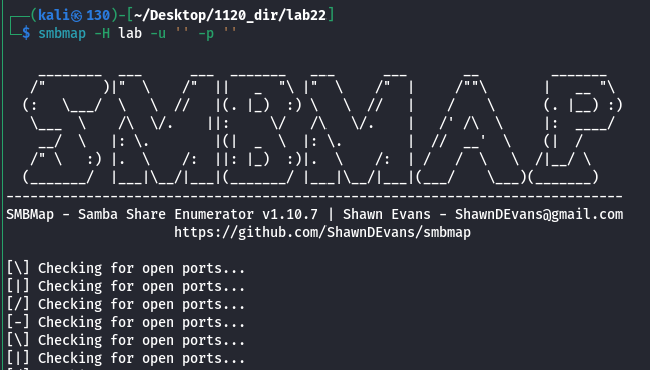 ┌──(kali㉿130)-[~/Desktop/1120_dir/lab22]
└─$ smbmap -H lab -u '' -p ''
SMBMAP
-----------------------------------------------------------------------------
SMBMap - Samba Share Enumerator v1.10.7 | Shawn Evans - ShawnDEvans@gmail.com
https://github.com/ShawnDEvans/smbmap
[\] Checking for open ports...
[|] Checking for open ports...
[/] Checking for open ports...
[-] Checking for open ports...
[\] Checking for open ports...
[|] Checking for open ports...